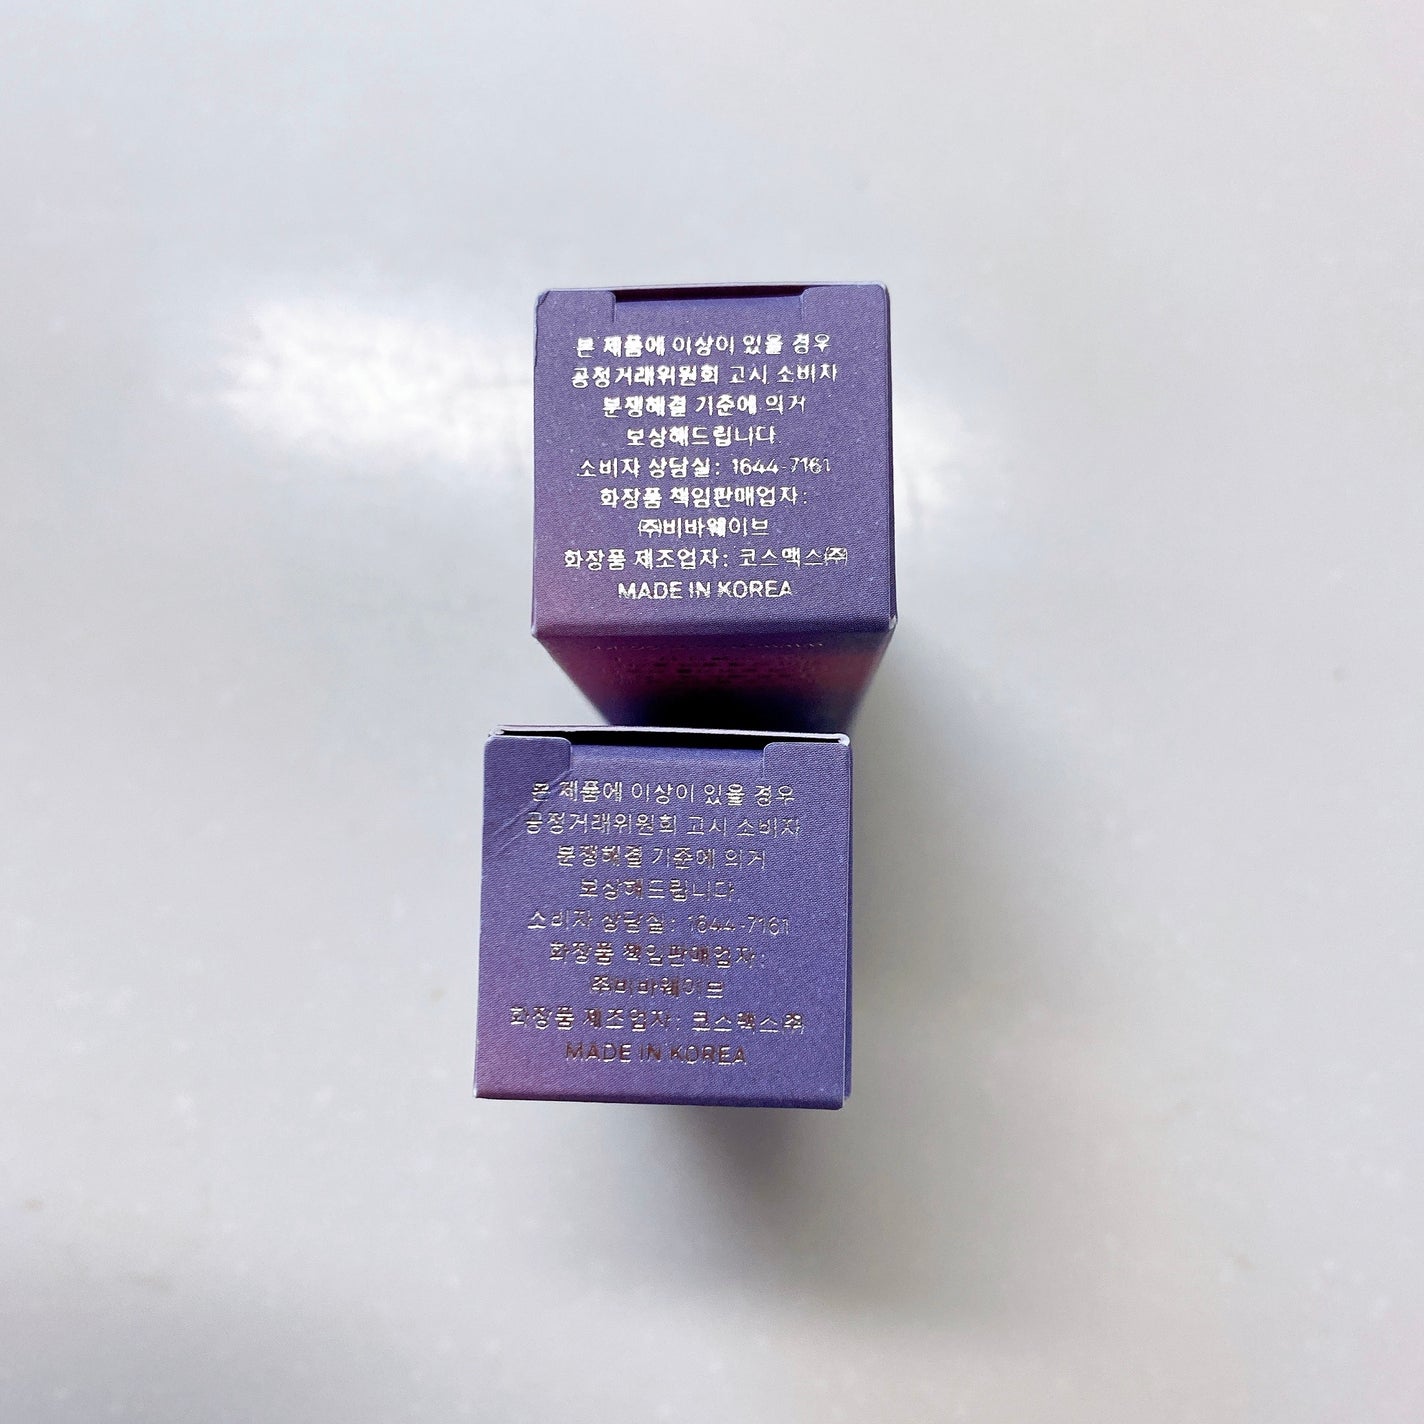 본 제품에 이상이 있을 경우
공정거래위원회 고시 소비자
분쟁해결 기준에 의거
보상해드립니다
소비자 상담실: 1644-7161
화장품 책임판매업자:
㈜비바웨이브
화장품 제조업자: 코스맥스㈜
MADE IN KOREA
본 제품에 이상이 있을 경우
공정거래위원회 고시 소비자
분쟁해결 기준에 의거
보상해드립니다
소비자 상담실: 1644-7161
화장품 책임판매업자:
㈜비바웨이브
화장품 제조업자: 코스맥스㈜
MADE IN KOREA